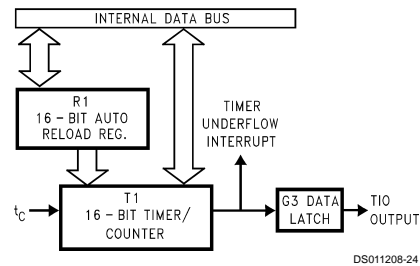 INTERNAL DATA BUS
R1
16-BIT AUTO
RELOAD REG.
TIMER
UNDERFLOW
INTERRUPT
tC
T1
16-BIT TIMER/
COUNTER
G3 DATA
LATCH
TIO
OUTPUT
DS011208-24